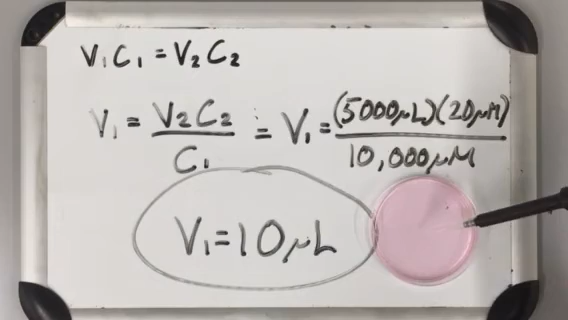 V₁C₁ = V₂C₂
V₁ = V₂C₂/C₁ = V₁ = (5000μL)(20μM)/10,000μM
V₁=10μL